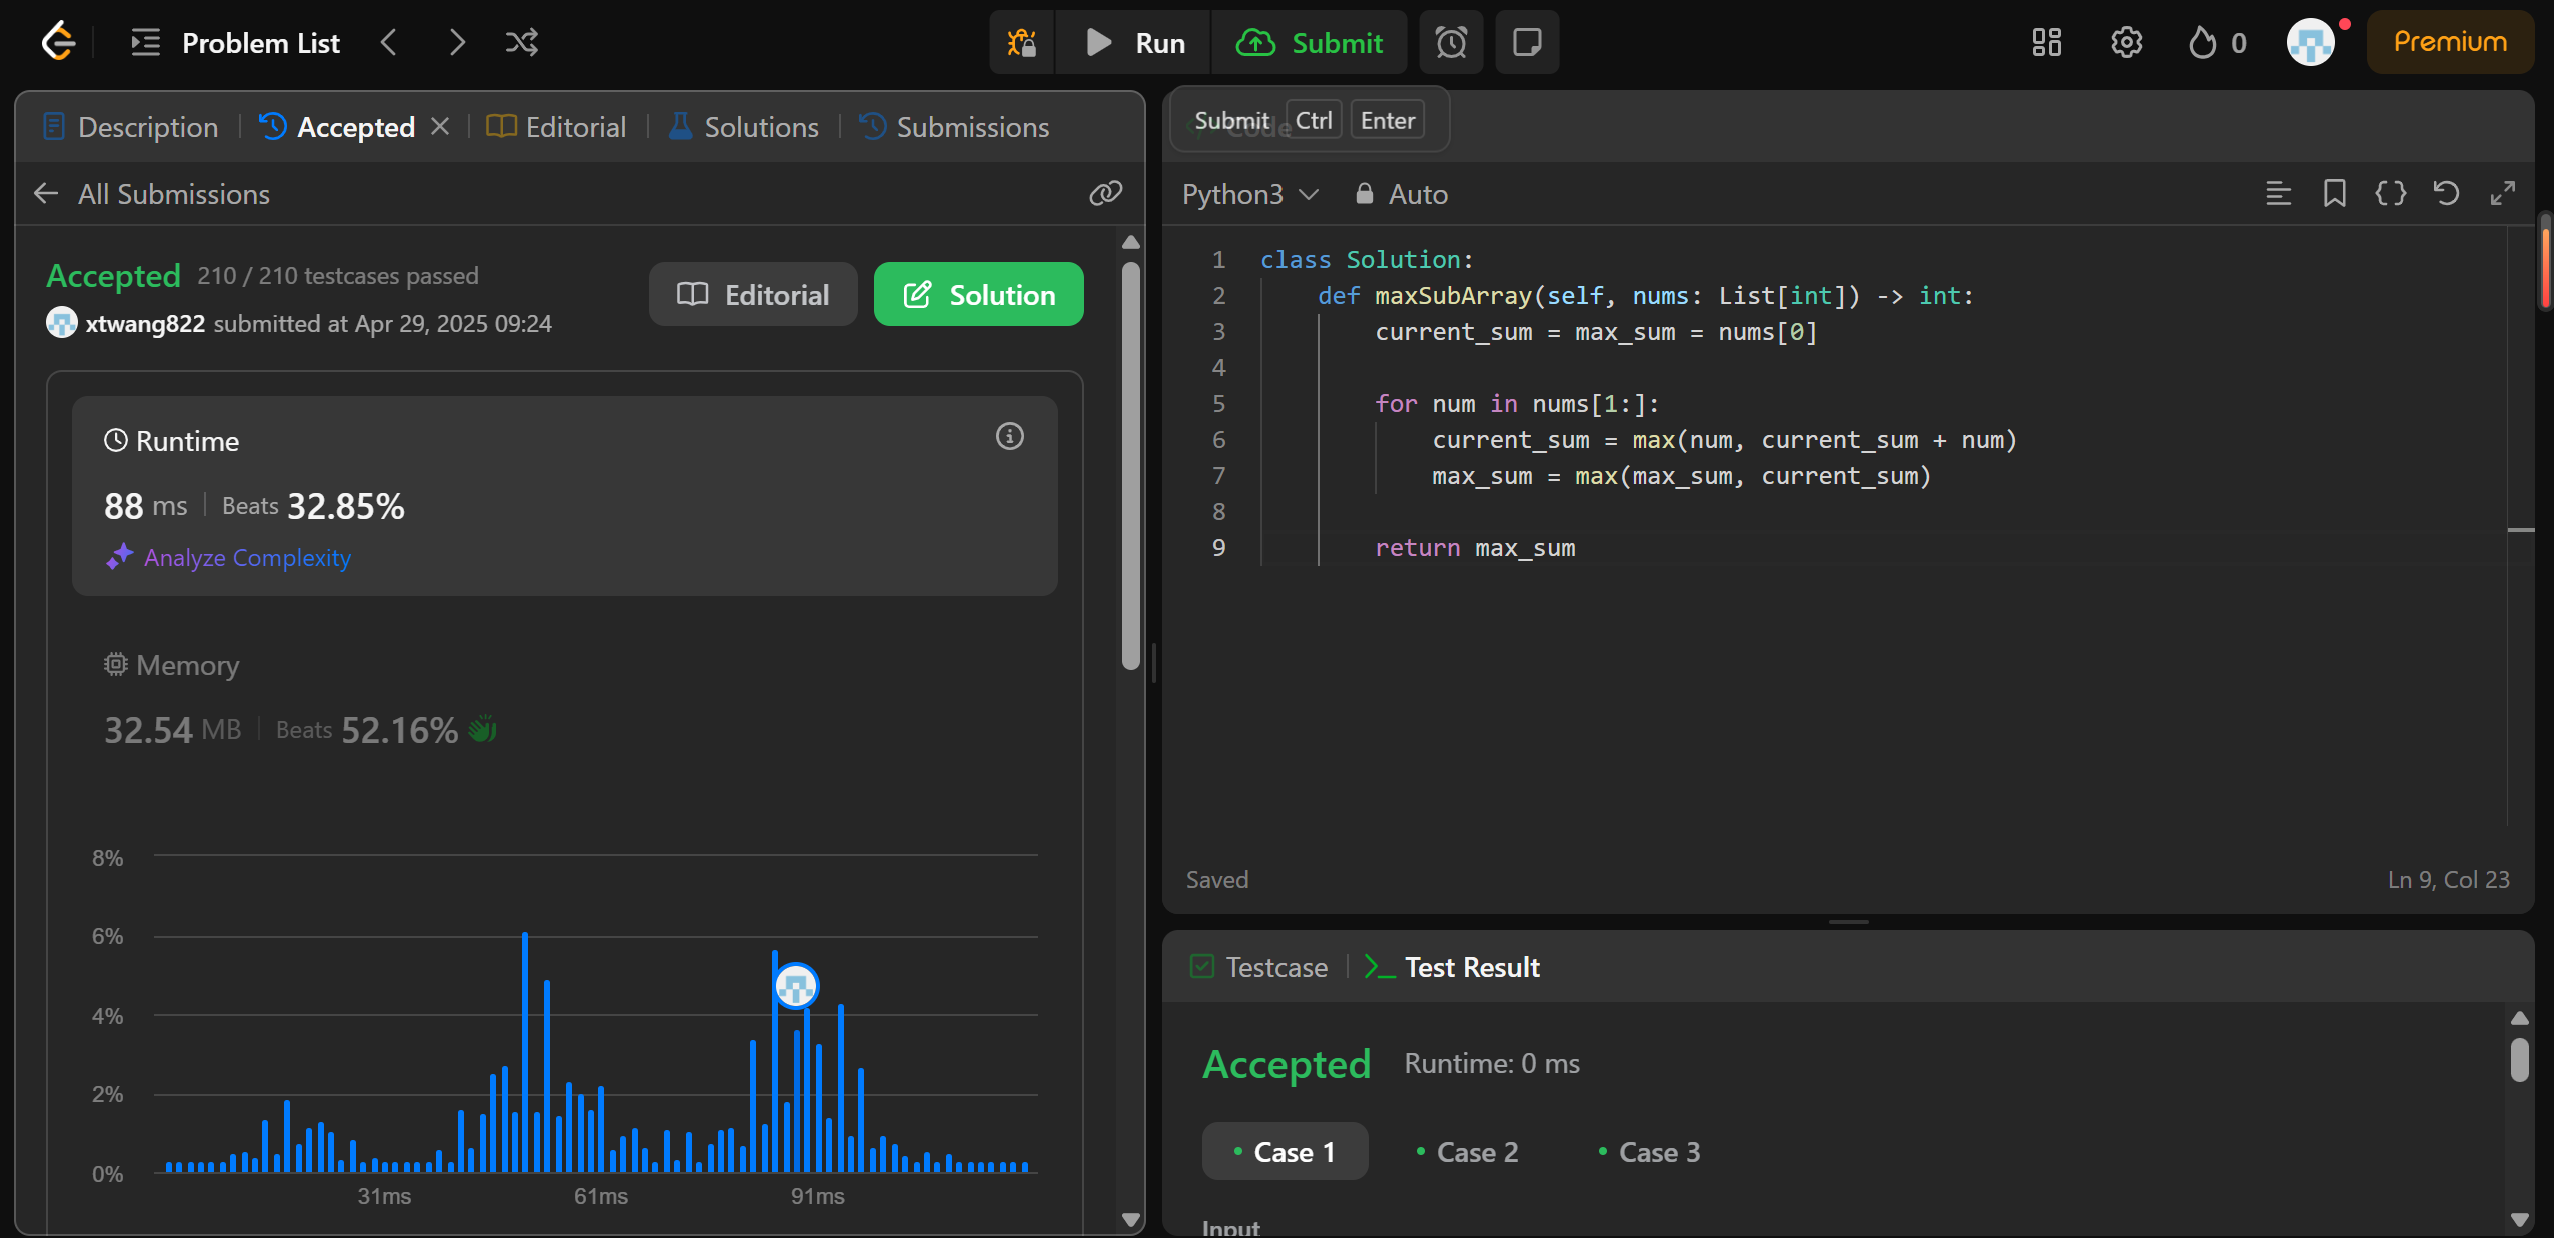 Problem List
Run
Submit
0
Premium
Description
Accepted
Editorial
Solutions
Submissions
All Submissions
Accepted 210 / 210 testcases passed
xtwang822 submitted at Apr 29, 2025 09:24
Editorial
Solution
Runtime
88 ms Beats 32.85%
Analyze Complexity
Memory
32.54 MB Beats 52.16%
8%
6%
4%
2%
0%
31ms 61ms 91ms
Submit Ctrl Enter
Code
Python3 Auto
1 class Solution:
2     def maxSubArray(self, nums: List[int]) -> int:
3         current_sum = max_sum = nums[0]
4
5         for num in nums[1:]:
6             current_sum = max(num, current_sum + num)
7             max_sum = max(max_sum, current_sum)
8
9         return max_sum
Saved
Ln 9, Col 23
Testcase
Test Result
Accepted Runtime: 0 ms
Case 1 Case 2 Case 3
Input